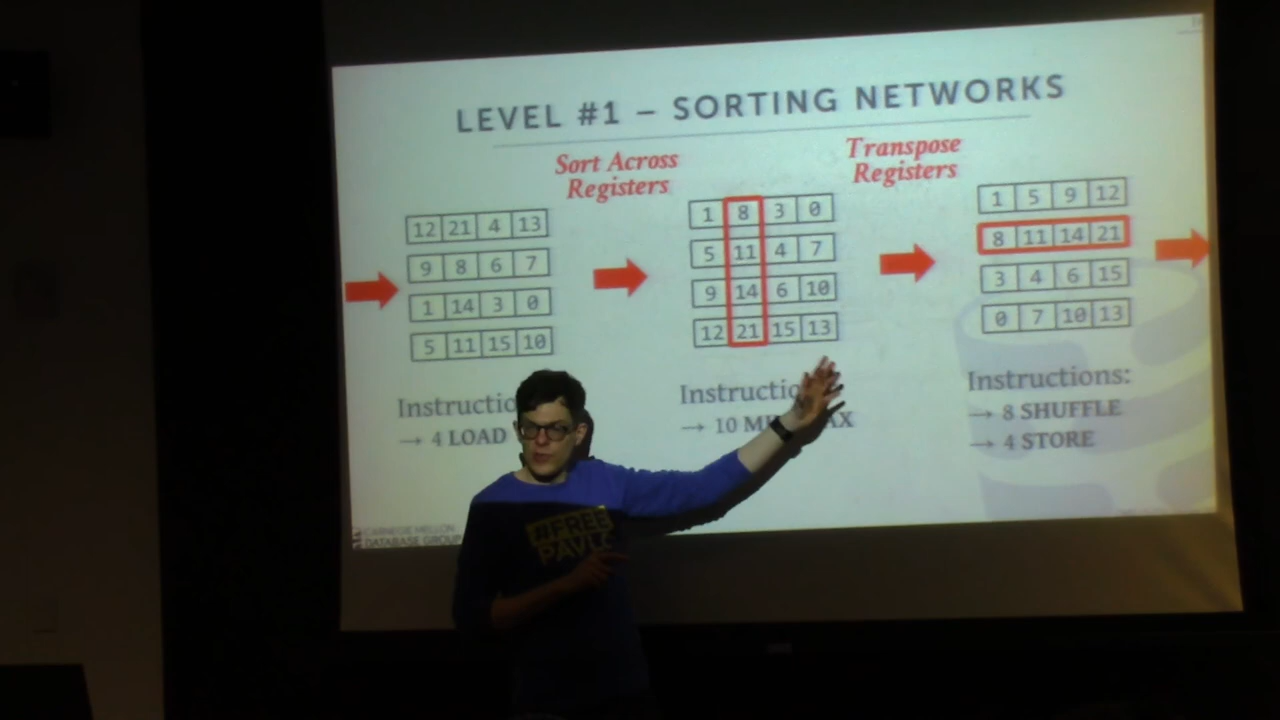 LEVEL #1 – SORTING NETWORKS
Sort Across
Registers
Transpose
Registers
12 21 4 13
9 8 6 7
1 14 3 0
5 11 15 10
1 8 3 0
5 11 4 7
9 14 6 10
12 21 15 13
1 5 9 12
8 11 14 21
3 4 6 15
0 7 10 13
Instructio
→ 4 LOAD
Instructio
→ 10 MI AX
Instructions:
→ 8 SHUFFLE
→ 4 STORE
CARNEGIE MELLON
DATABASE GROUP
#FREE
PAVLO